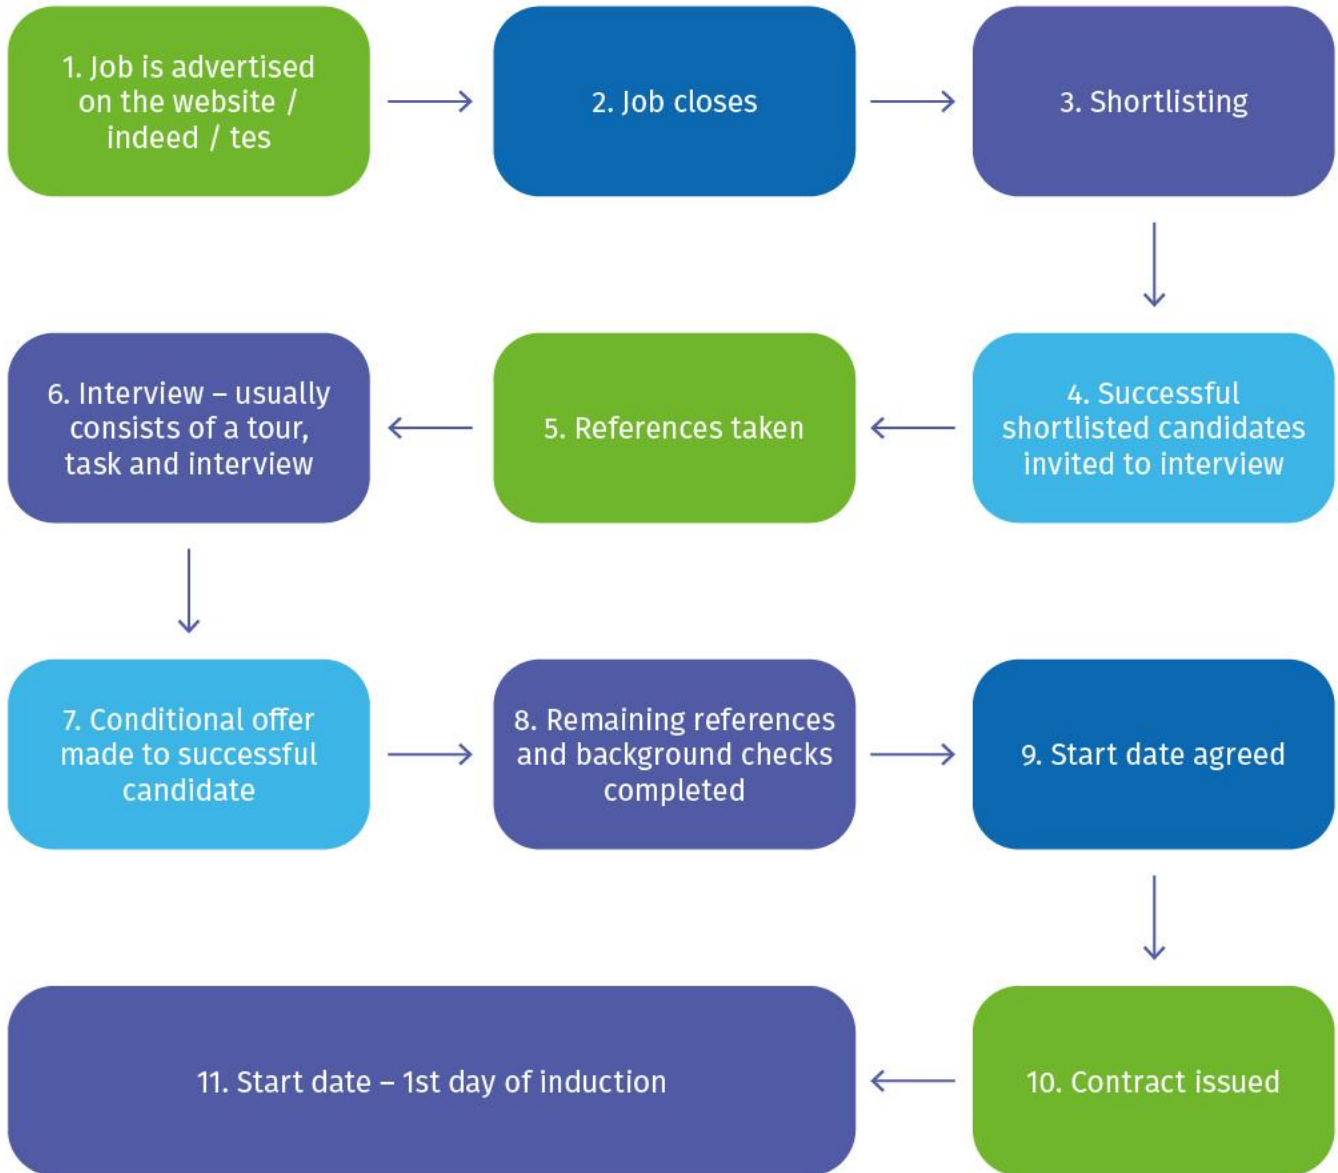 1. Job is advertised
on the website /
indeed / tes
2. Job closes
3. Shortlisting
4. Successful
shortlisted candidates
invited to interview
5. References taken
6. Interview – usually
consists of a tour,
task and interview
7. Conditional offer
made to successful
candidate
8. Remaining references
and background checks
completed
9. Start date agreed
10. Contract issued
11. Start date – 1st day of induction